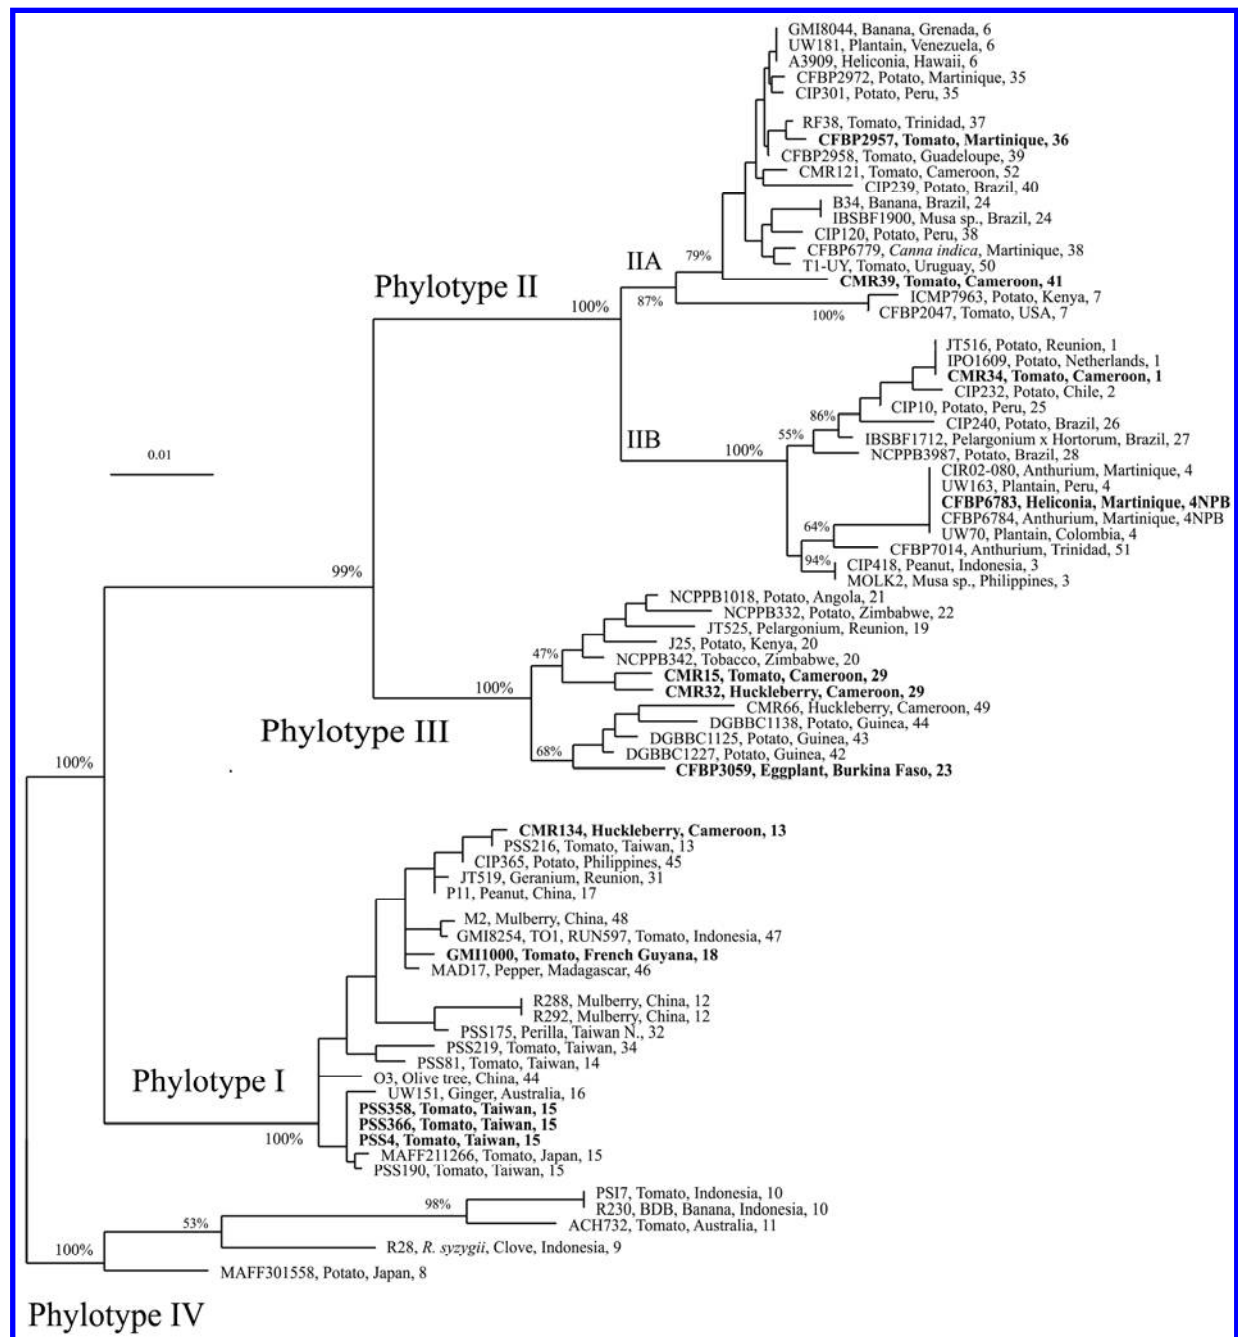 GMI8044, Banana, Grenada, 6
UW181, Plantain, Venezuela, 6
A3909, Heliconia, Hawaii, 6
CFBP2972, Potato, Martinique, 35
CIP301, Potato, Peru, 35
RF38, Tomato, Trinidad, 37
CFBP2957, Tomato, Martinique, 36
CFBP2958, Tomato, Guadeloupe, 39
CMR121, Tomato, Cameroon, 52
CIP239, Potato, Brazil, 40
B34, Banana, Brazil, 24
IBSBF1900, Musa sp., Brazil, 24
CIP120, Potato, Peru, 38
CFBP6779, Canna indica, Martinique, 38
T1-UY, Tomato, Uruguay, 50
CMR39, Tomato, Cameroon, 41
ICMP7963, Potato, Kenya, 7
CFBP2047, Tomato, USA, 7
79%
IIA
87%
100%
Phylotype II
100%
JT516, Potato, Reunion, 1
IPO1609, Potato, Netherlands, 1
CMR34, Tomato, Cameroon, 1
CIP232, Potato, Chile, 2
CIP10, Potato, Peru, 25
CIP240, Potato, Brazil, 26
IBSBF1712, Pelargonium x Hortorum, Brazil, 27
NCPPB3987, Potato, Brazil, 28
CIR02-080, Anthurium, Martinique, 4
UW163, Plantain, Peru, 4
CFBP6783, Heliconia, Martinique, 4NPB
CFBP6784, Anthurium, Martinique, 4NPB
UW70, Plantain, Colombia, 4
CFBP7014, Anthurium, Trinidad, 51
CIP418, Peanut, Indonesia, 3
MOLK2, Musa sp., Philippines, 3
86%
55%
IIB
100%
64%
94%
0.01
99%
NCPPB1018, Potato, Angola, 21
NCPPB332, Potato, Zimbabwe, 22
JT525, Pelargonium, Reunion, 19
J25, Potato, Kenya, 20
NCPPB342, Tobacco, Zimbabwe, 20
CMR15, Tomato, Cameroon, 29
CMR32, Huckleberry, Cameroon, 29
CMR66, Huckleberry, Cameroon, 49
DGBBC1138, Potato, Guinea, 44
DGBBC1125, Potato, Guinea, 43
DGBBC1227, Potato, Guinea, 42
CFBP3059, Eggplant, Burkina Faso, 23
47%
100%
68%
Phylotype III
100%
CMR134, Huckleberry, Cameroon, 13
PSS216, Tomato, Taiwan, 13
CIP365, Potato, Philippines, 45
JT519, Geranium, Reunion, 31
P11, Peanut, China, 17
M2, Mulberry, China, 48
GMI8254, TO1, RUN597, Tomato, Indonesia, 47
GMI1000, Tomato, French Guyana, 18
MAD17, Pepper, Madagascar, 46
R288, Mulberry, China, 12
R292, Mulberry, China, 12
PSS175, Perilla, Taiwan N., 32
PSS219, Tomato, Taiwan, 34
PSS81, Tomato, Taiwan, 14
O3, Olive tree, China, 44
UW151, Ginger, Australia, 16
PSS358, Tomato, Taiwan, 15
PSS366, Tomato, Taiwan, 15
PSS4, Tomato, Taiwan, 15
MAFF211266, Tomato, Japan, 15
PSS190, Tomato, Taiwan, 15
Phylotype I
100%
PSI7, Tomato, Indonesia, 10
R230, BDB, Banana, Indonesia, 10
ACH732, Tomato, Australia, 11
R28, R. syzygii, Clove, Indonesia, 9
MAFF301558, Potato, Japan, 8
98%
53%
100%
Phylotype IV